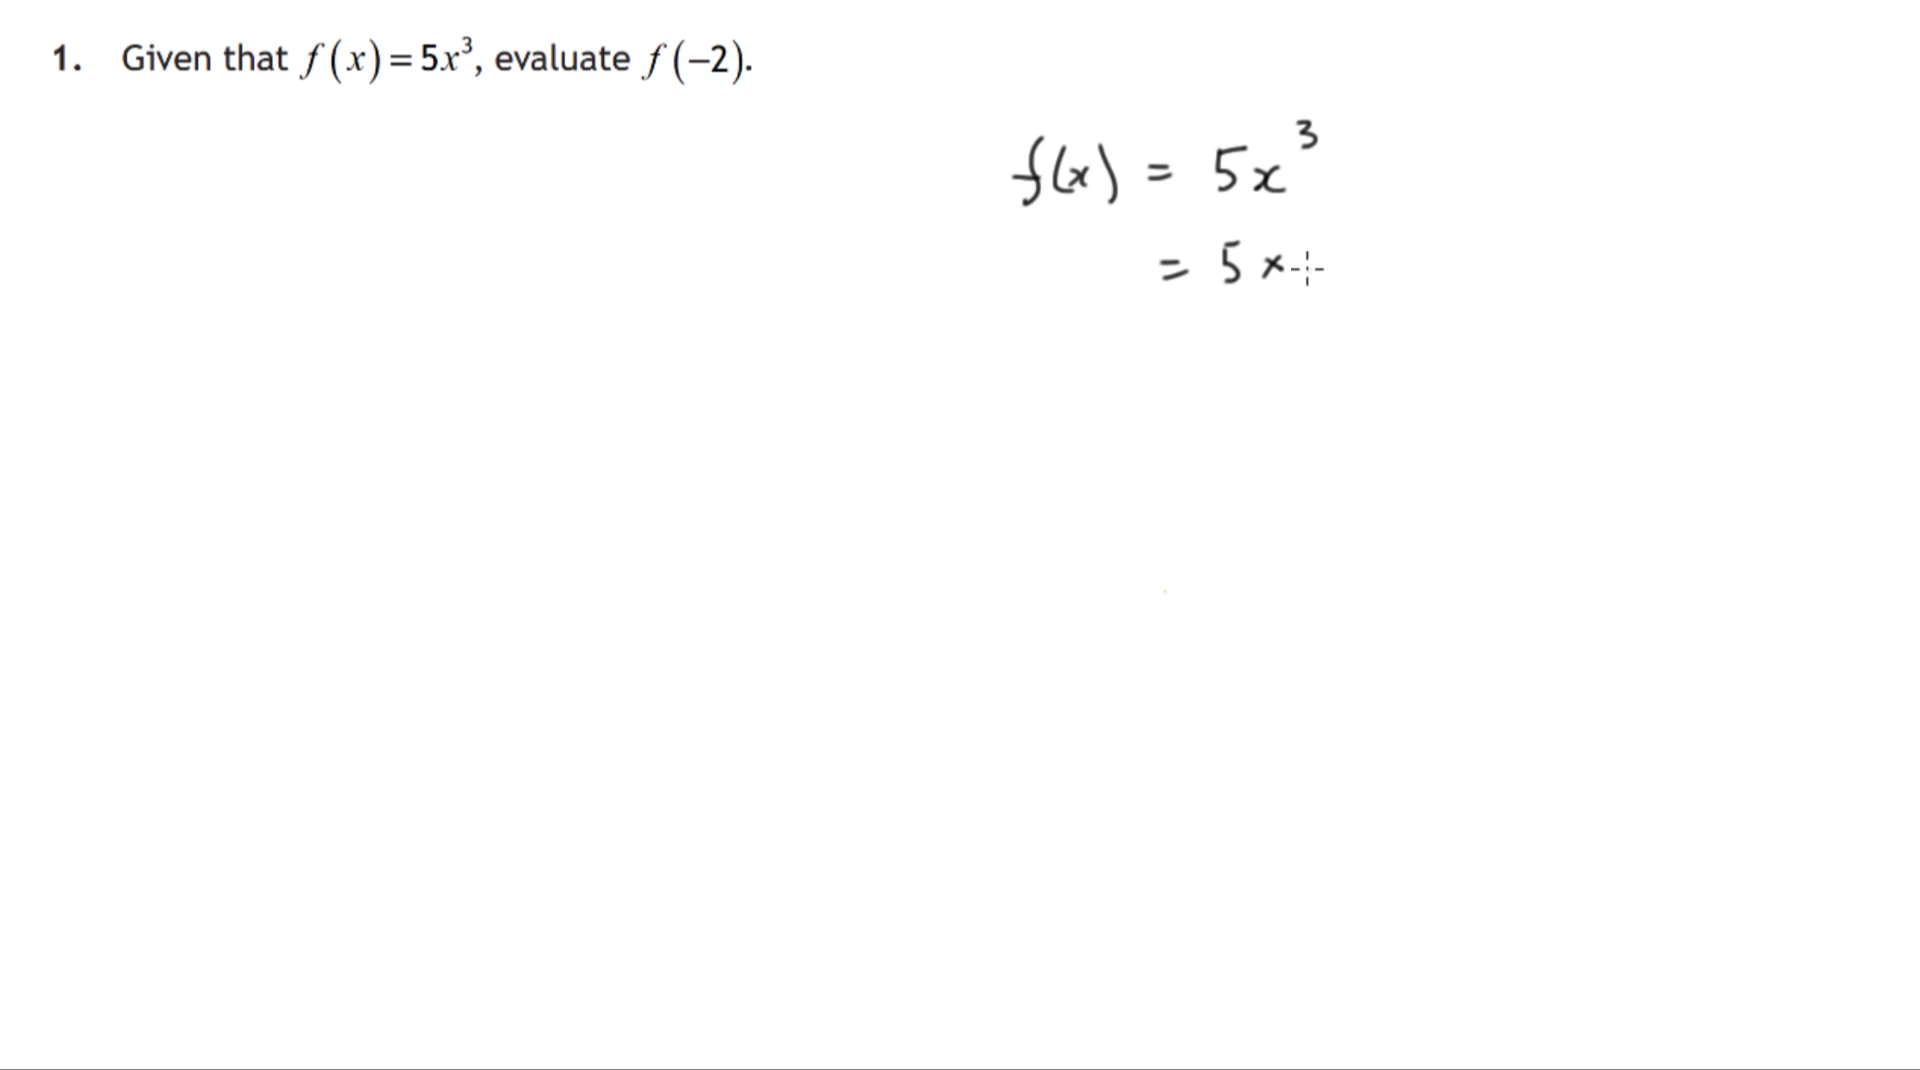 1. Given that f(x) = 5x³, evaluate f(−2).
f(x) = 5x³
= 5 ×